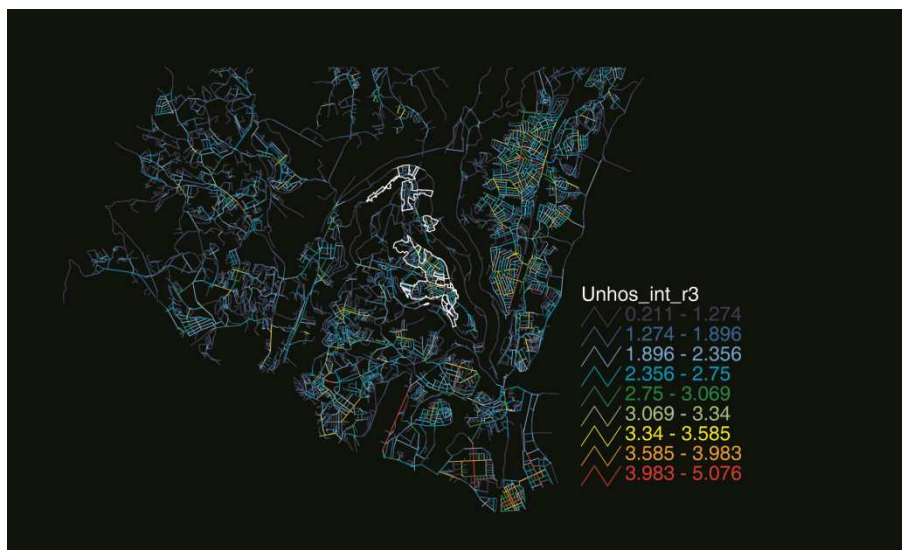 Unhos_int_r3
0.211 - 1.274
1.274 - 1.896
1.896 - 2.356
2.356 - 2.75
2.75 - 3.069
3.069 - 3.34
3.34 - 3.585
3.585 - 3.983
3.983 - 5.076